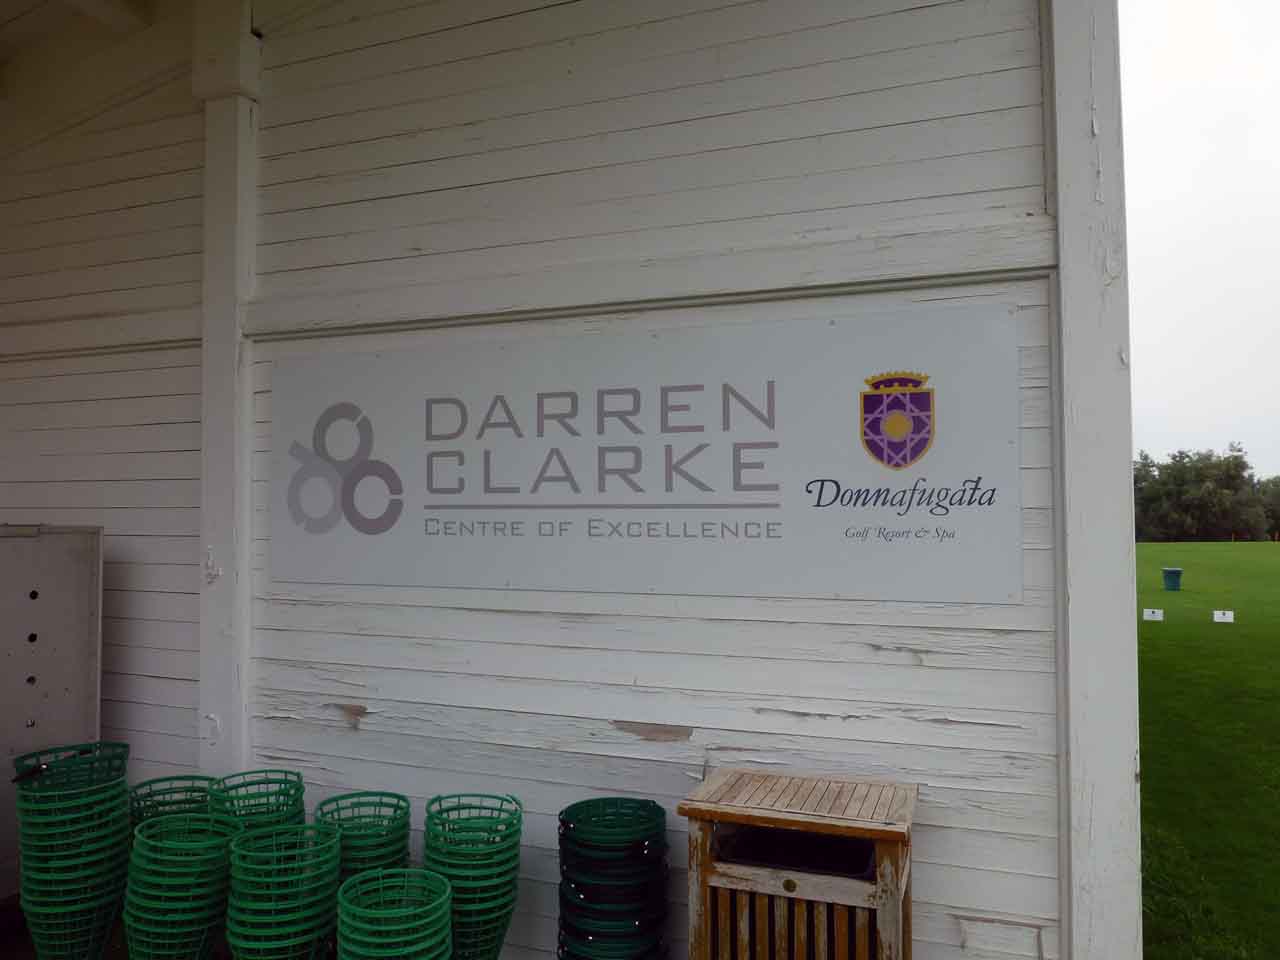 DARREN
CLARKE
CENTRE OF EXCELLENCE
Donnafugata
Golf Resort & Spa